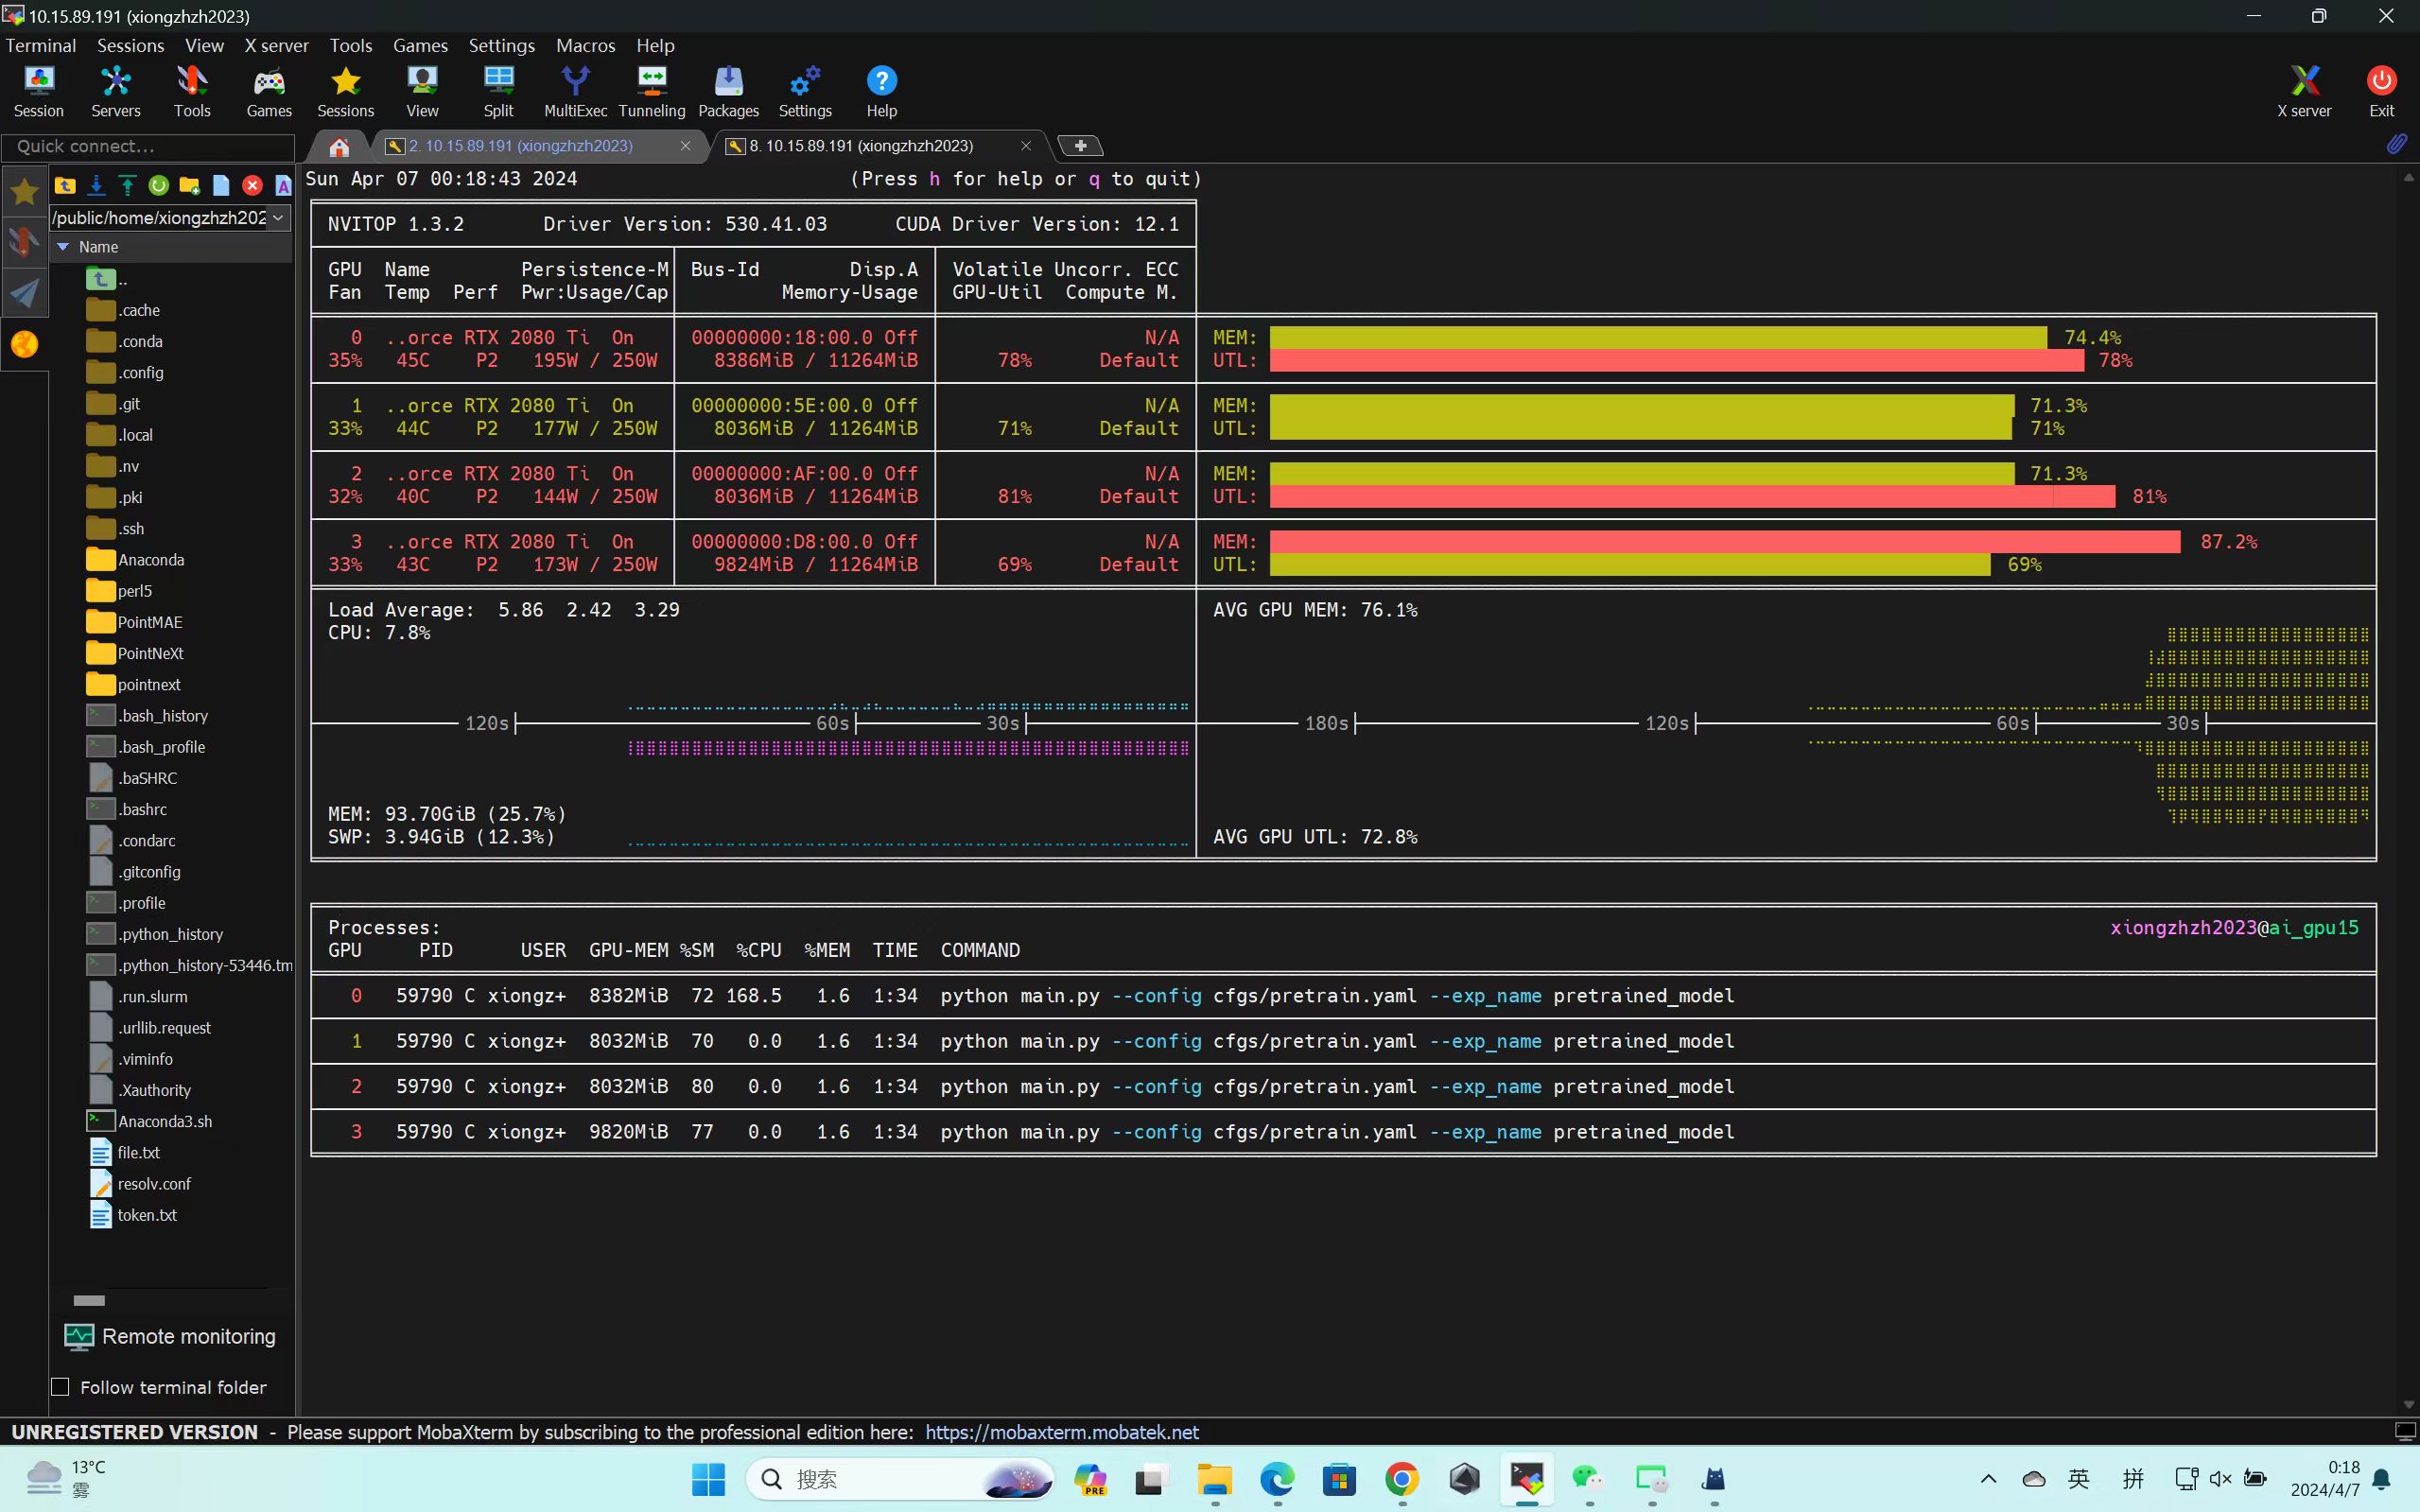 10.15.89.191 (xiongzhzh2023)
Terminal Sessions View X server Tools Games Settings Macros Help
Session Servers Tools Games Sessions View Split MultiExec Tunneling Packages Settings Help X server Exit
Quick connect... 2. 10.15.89.191 (xiongzhzh2023) 8. 10.15.89.191 (xiongzhzh2023)
/public/home/xiongzhzh202
Name
..
.cache
.conda
.config
.git
.local
.nv
.pki
.ssh
Anaconda
perl5
PointMAE
PointNeXt
pointnext
.bash_history
.bash_profile
.baSHRC
.bashrc
.condarc
.gitconfig
.profile
.python_history
.python_history-53446.tm
.run.slurm
.urllib.request
.viminfo
.Xauthority
Anaconda3.sh
file.txt
resolv.conf
token.txt
Remote monitoring
Follow terminal folder
Sun Apr 07 00:18:43 2024 (Press h for help or q to quit)
NVITOP 1.3.2 Driver Version: 530.41.03 CUDA Driver Version: 12.1
GPU Name Persistence-M Bus-Id Disp.A Volatile Uncorr. ECC
Fan Temp Perf Pwr:Usage/Cap Memory-Usage GPU-Util Compute M.
0 ..orce RTX 2080 Ti On 00000000:18:00.0 Off N/A MEM: 74.4%
35% 45C P2 195W / 250W 8386MiB / 11264MiB 78% Default UTL: 78%
1 ..orce RTX 2080 Ti On 00000000:5E:00.0 Off N/A MEM: 71.3%
33% 44C P2 177W / 250W 8036MiB / 11264MiB 71% Default UTL: 71%
2 ..orce RTX 2080 Ti On 00000000:AF:00.0 Off N/A MEM: 71.3%
32% 40C P2 144W / 250W 8036MiB / 11264MiB 81% Default UTL: 81%
3 ..orce RTX 2080 Ti On 00000000:D8:00.0 Off N/A MEM: 87.2%
33% 43C P2 173W / 250W 9824MiB / 11264MiB 69% Default UTL: 69%
Load Average: 5.86 2.42 3.29 AVG GPU MEM: 76.1%
CPU: 7.8%
120s 60s 30s 180s 120s 60s 30s
MEM: 93.70GiB (25.7%)
SWP: 3.94GiB (12.3%) AVG GPU UTL: 72.8%
Processes: xiongzhzh2023@ai_gpu15
GPU PID USER GPU-MEM %SM %CPU %MEM TIME COMMAND
0 59790 C xiongz+ 8382MiB 72 168.5 1.6 1:34 python main.py --config cfgs/pretrain.yaml --exp_name pretrained_model
1 59790 C xiongz+ 8032MiB 70 0.0 1.6 1:34 python main.py --config cfgs/pretrain.yaml --exp_name pretrained_model
2 59790 C xiongz+ 8032MiB 80 0.0 1.6 1:34 python main.py --config cfgs/pretrain.yaml --exp_name pretrained_model
3 59790 C xiongz+ 9820MiB 77 0.0 1.6 1:34 python main.py --config cfgs/pretrain.yaml --exp_name pretrained_model
UNREGISTERED VERSION - Please support MobaXterm by subscribing to the professional edition here: https://mobaxterm.mobatek.net
13°C
雾
搜索
PRE
英 拼
0:18
2024/4/7